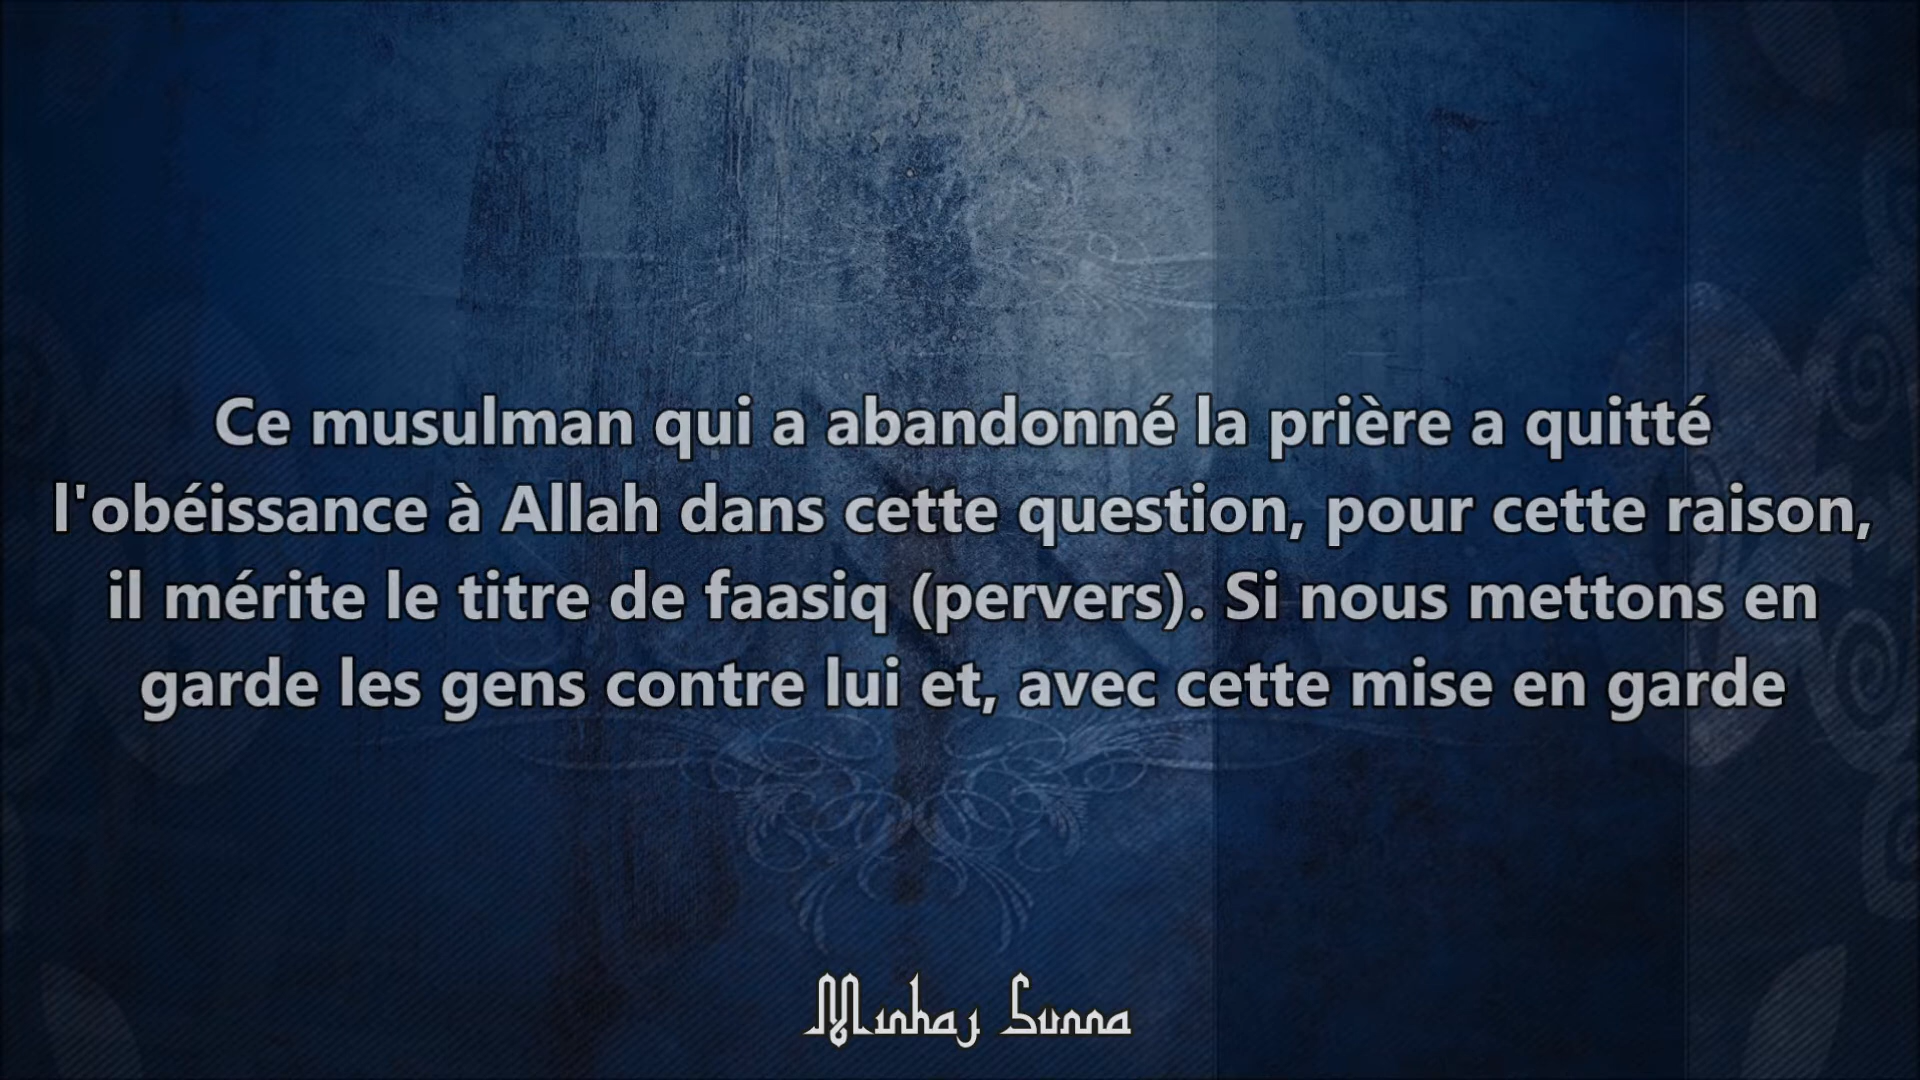 Ce musulman qui a abandonné la prière a quitté
l'obéissance à Allah dans cette question, pour cette raison,
il mérite le titre de faasiq (pervers). Si nous mettons en
garde les gens contre lui et, avec cette mise en garde
Minhaj Sunna